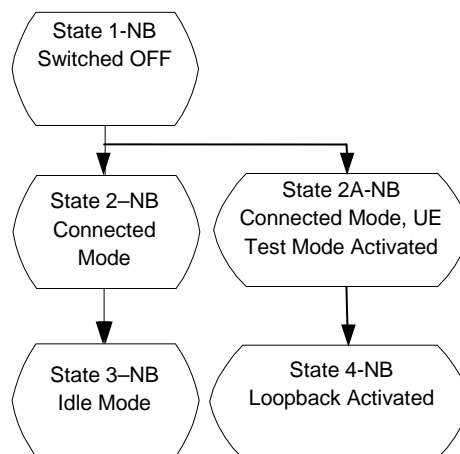 State 1-NB
Switched OFF
State 2–NB
Connected
Mode
State 2A-NB
Connected Mode, UE
Test Mode Activated
State 3–NB
Idle Mode
State 4-NB
Loopback Activated